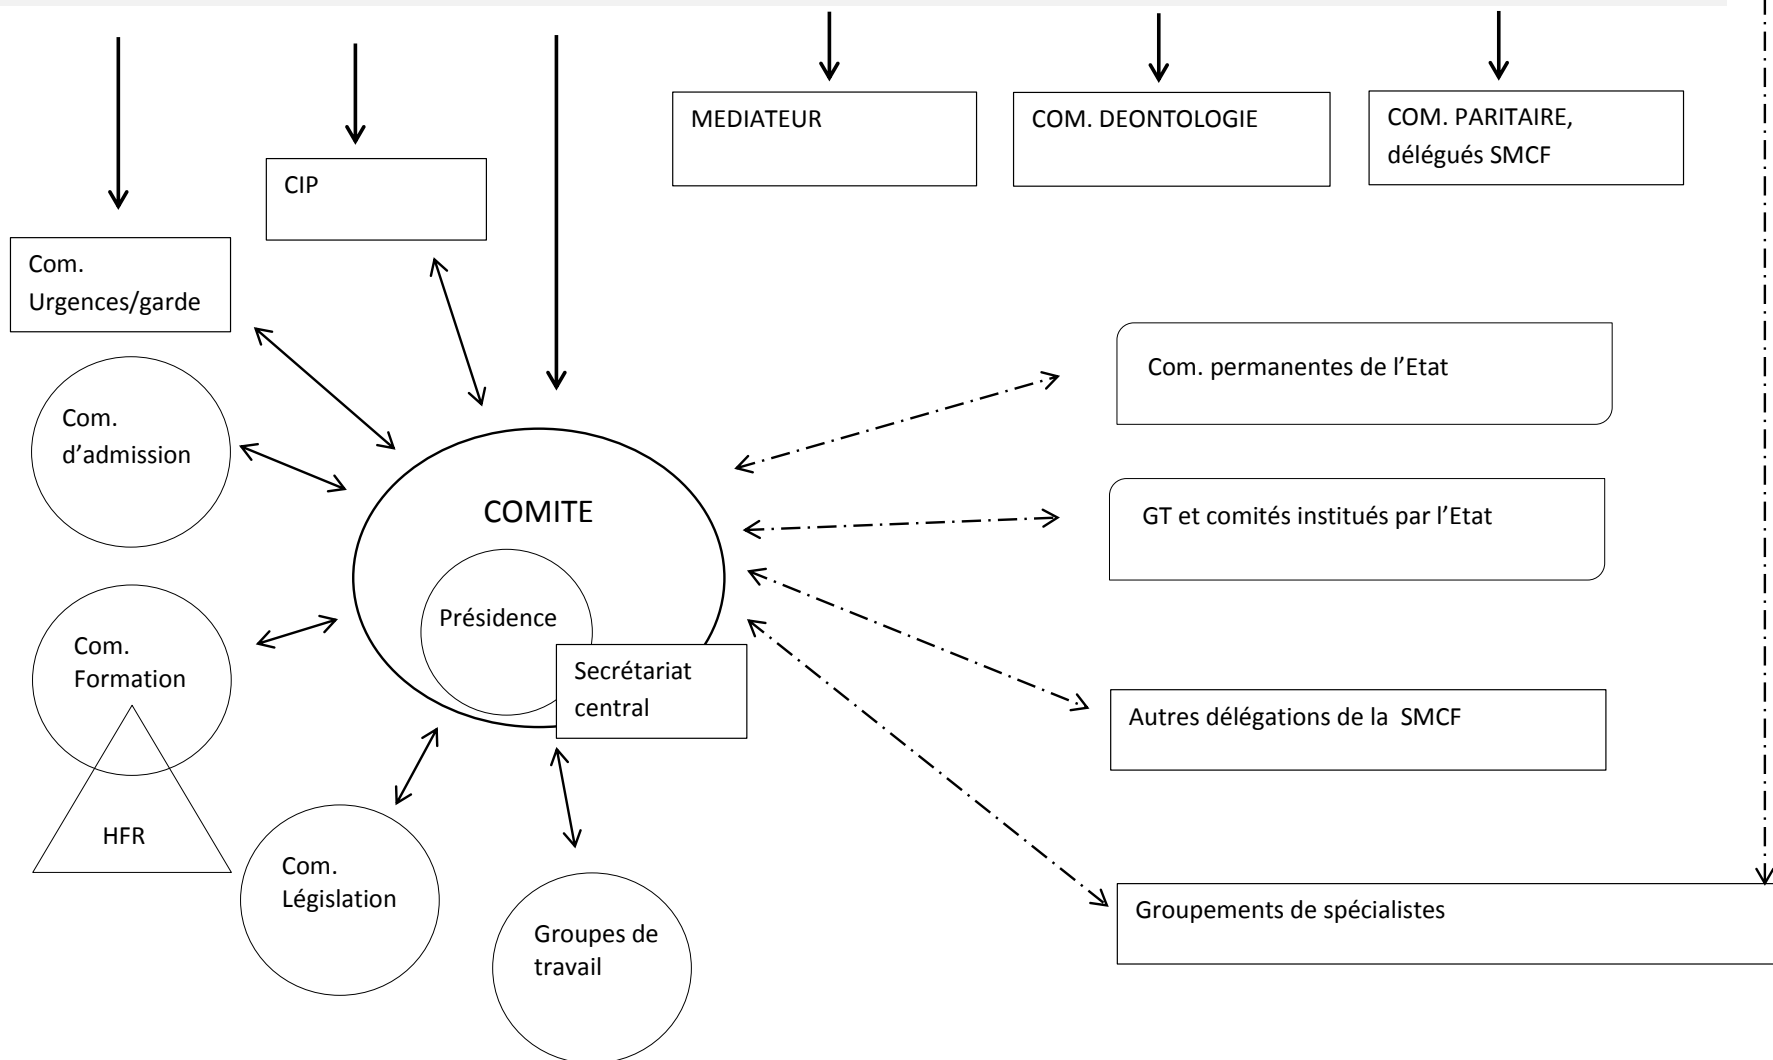 MEDIATEUR
COM. DEONTOLOGIE
COM. PARITAIRE,
délégués SMCF
CIP
Com.
Urgences/garde
Com.
d’admission
COMITE
Présidence
Secrétariat
central
Com.
Formation
HFR
Com.
Législation
Groupes de
travail
Com. permanentes de l’Etat
GT et comités institués par l’Etat
Autres délégations de la SMCF
Groupements de spécialistes